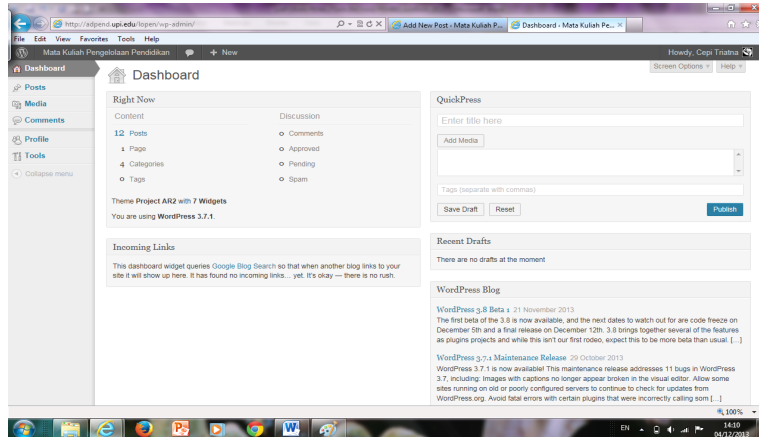 http://adpend.upi.edu/lopen/wp-admin/
Add New Post ‹ Mata Kuliah P...
Dashboard ‹ Mata Kuliah Pe...
File Edit View Favorites Tools Help
Mata Kuliah Pengelolaan Pendidikan + New
Howdy, Cepi Triatna
Dashboard
Posts
Media
Comments
Profile
Tools
Collapse menu
Screen Options Help
Dashboard
Right Now
Content Discussion
12 Posts 0 Comments
1 Page 0 Approved
4 Categories 0 Pending
0 Tags 0 Spam
Theme Project AR2 with 7 Widgets
You are using WordPress 3.7.1.
Incoming Links
This dashboard widget queries Google Blog Search so that when another blog links to your
site it will show up here. It has found no incoming links… yet. It's okay — there is no rush.
QuickPress
Enter title here
Add Media
Tags (separate with commas)
Save Draft Reset Publish
Recent Drafts
There are no drafts at the moment
WordPress Blog
WordPress 3.8 Beta 1 21 November 2013
The first beta of the 3.8 is now available, and the next dates to watch out for are code freeze on
December 5th and a final release on December 12th. 3.8 brings together several of the features
as plugins projects and while this isn't our first rodeo, expect this to be more beta than usual. […]
WordPress 3.7.1 Maintenance Release 29 October 2013
WordPress 3.7.1 is now available! This maintenance release addresses 11 bugs in WordPress
3.7, including: Images with captions no longer appear broken in the visual editor. Allow some
sites running on old or poorly configured servers to continue to check for updates from
WordPress.org. Avoid fatal errors with certain plugins that were incorrectly calling som […]
100%
EN
14:10
04/12/2013